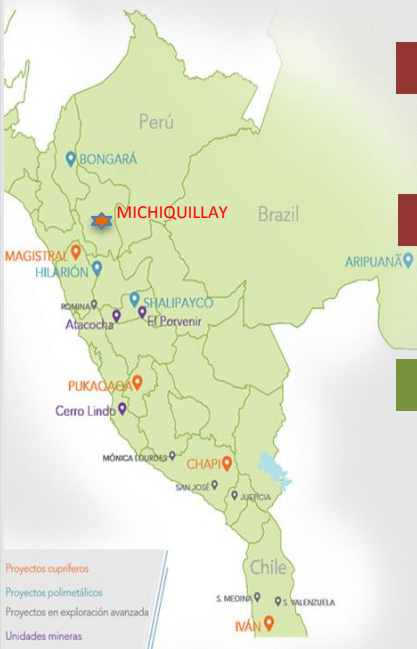 Perú
BONGARÁ
MICHIQUILLAY
Brazil
MAGISTRAL
ARIPUANÃ
HILARIÓN
ROMINA
SHALIPAYCO
Atacocha
El Porvenir
PUKAQAQA
Cerro Lindo
MÓNICA LOURDES
CHAPI
SAN JOSÉ
JUSTICIA
Chile
S. MEDINA
S. VALENZUELA
IVÁN
Proyectos cupríferos
Proyectos polimetálicos
Proyectos en exploración avanzada
Unidades mineras